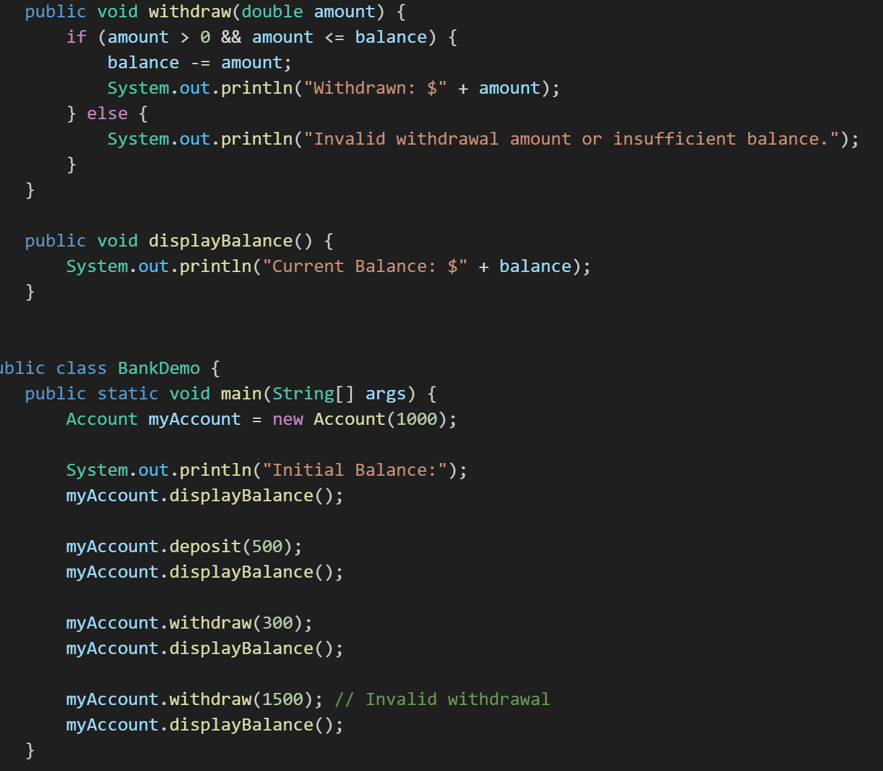 public void withdraw(double amount) {
if (amount > 0 && amount <= balance) {
balance -= amount;
System.out.println("Withdrawn: $" + amount);
} else {
System.out.println("Invalid withdrawal amount or insufficient balance.");
}
}
public void displayBalance() {
System.out.println("Current Balance: $" + balance);
}
ublic class BankDemo {
public static void main(String[] args) {
Account myAccount = new Account(1000);
System.out.println("Initial Balance:");
myAccount.displayBalance();
myAccount.deposit(500);
myAccount.displayBalance();
myAccount.withdraw(300);
myAccount.displayBalance();
myAccount.withdraw(1500); // Invalid withdrawal
myAccount.displayBalance();
}